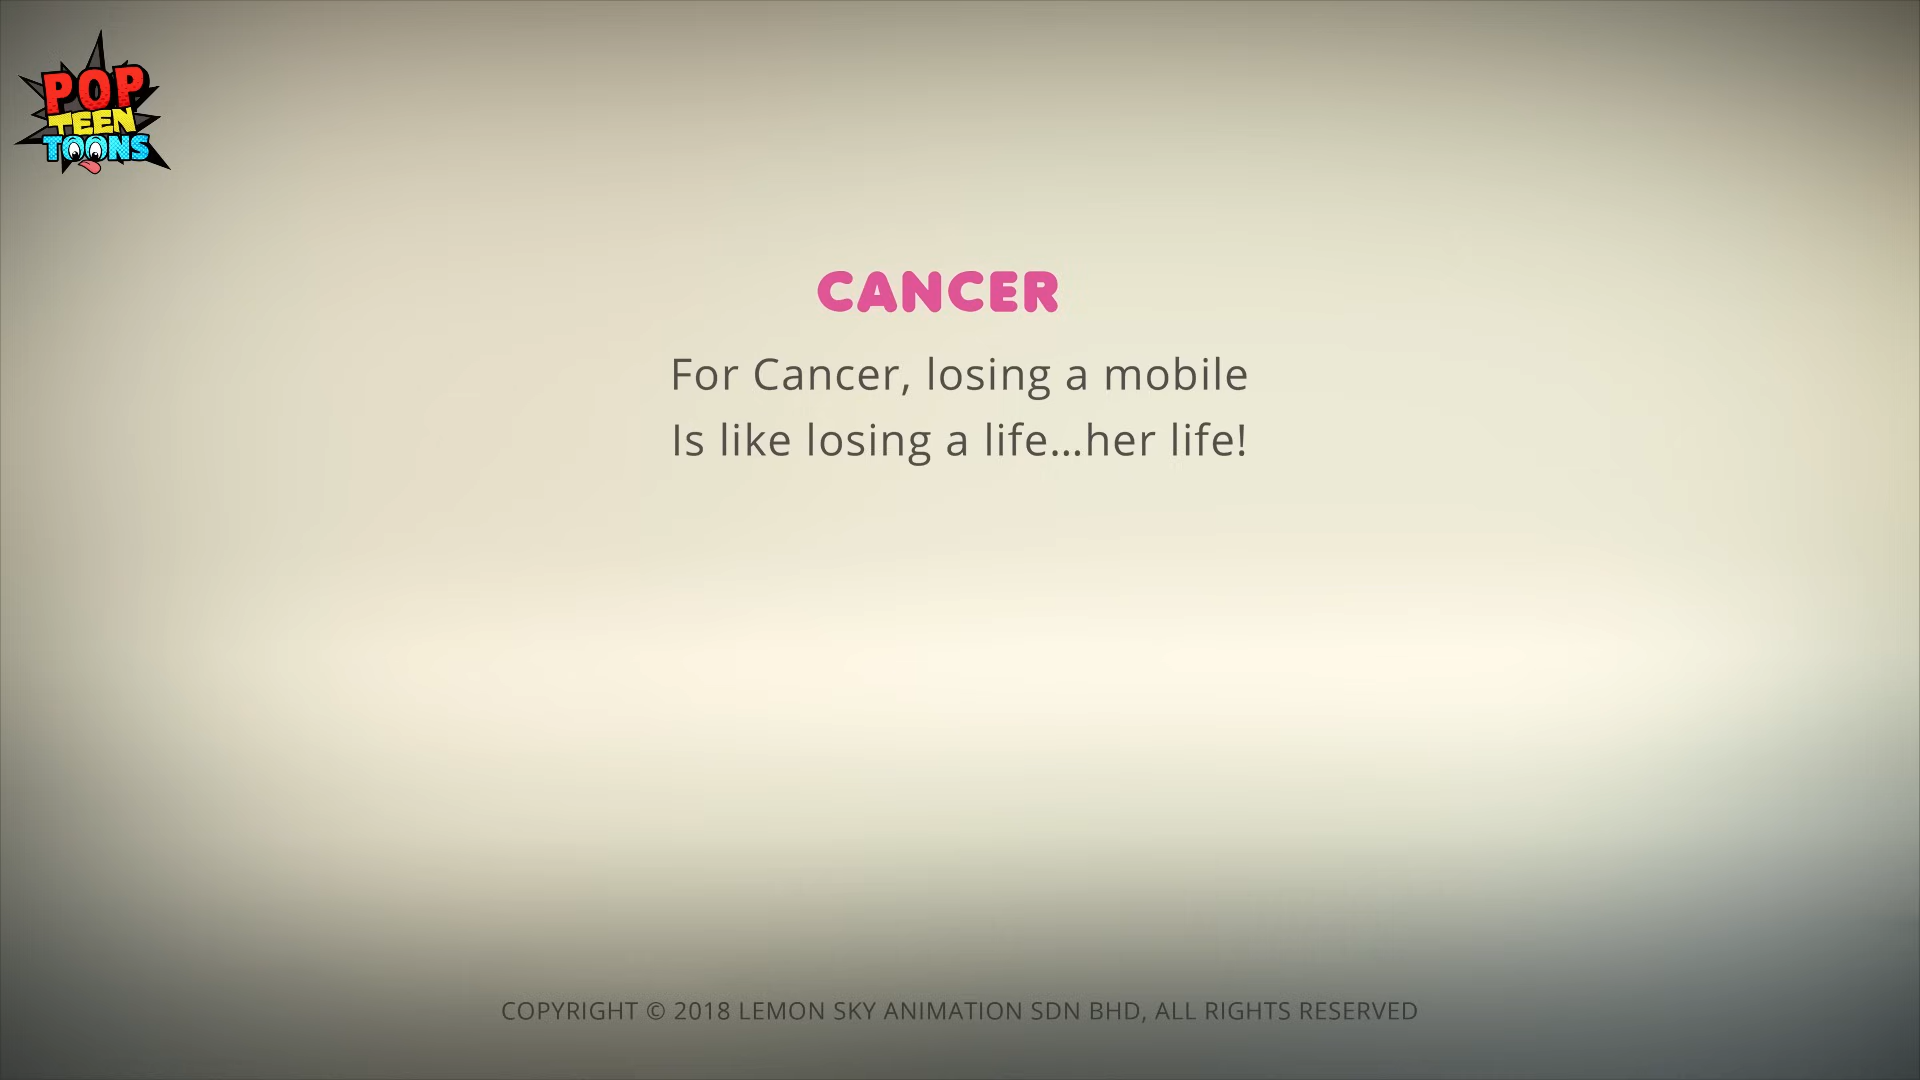 POP
TEEN
TOONS
CANCER
For Cancer, losing a mobile
Is like losing a life...her life!
COPYRIGHT © 2018 LEMON SKY ANIMATION SDN BHD, ALL RIGHTS RESERVED